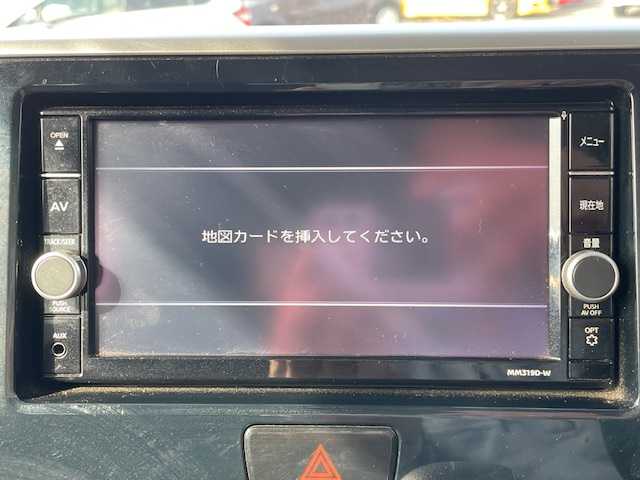 OPEN
AV
TRACK/SEEK
PUSH
SOURCE
AUX
地図カードを挿入してください。
メニュー
現在地
音量
PUSH
AV OFF
OPT
MM319D-W